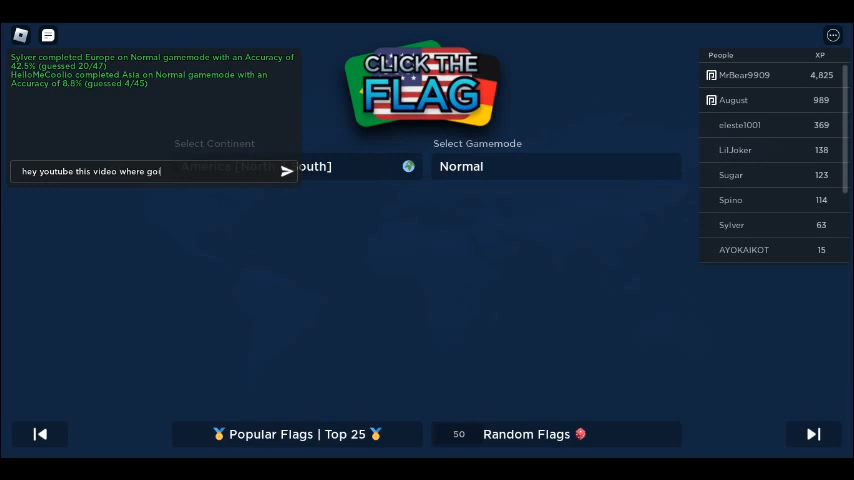 Sylver completed Europe on Normal gamemode with an Accuracy of
42.5% (guessed 20/47)
HelloMeCoolio completed Asia on Normal gamemode with an
Accuracy of 8.8% (guessed 4/45)
hey youtube this video where goi
CLICK THE
FLAG
Select Continent
America [North South]
Select Gamemode
Normal
People XP
MrBear9909 4,825
August 989
eleste1001 369
LilJoker 138
Sugar 123
Spino 114
Sylver 63
AYOKAIKOT 15
Popular Flags | Top 25
50 Random Flags